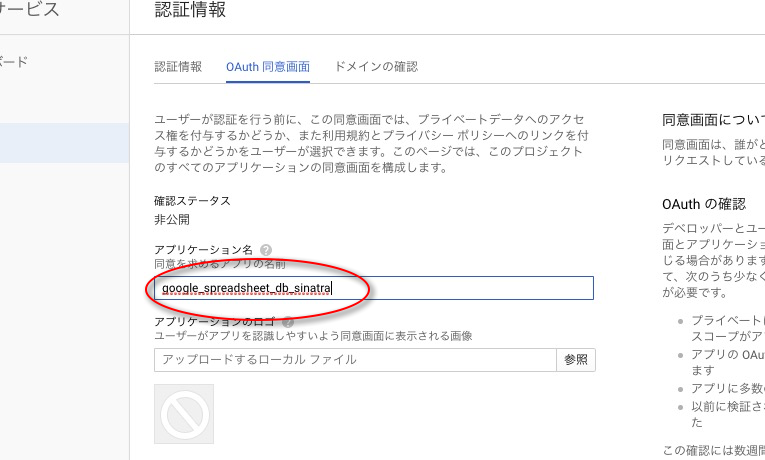 サービス
認証情報
ボード
認証情報
OAuth 同意画面
ドメインの確認
ユーザーが認証を行う前に、この同意画面では、プライベートデータへのアクセ
ス権を付与するかどうか、また利用規約とプライバシー ポリシーへのリンクを付
与するかどうかをユーザーが選択できます。このページでは、このプロジェクト
のすべてのアプリケーションの同意画面を構成します。
確認ステータス
非公開
アプリケーション名 ?
同意を求めるアプリの名前
google_spreadsheet_db_sinatra
アプリケーションのロゴ ?
ユーザーがアプリを認識しやすいよう同意画面に表示される画像
アップロードするローカル ファイル
参照
同意画面につい
同意画面は、誰が
リクエストしている
OAuth の確認
デベロッパーとユー
面とアプリケーショ
じる場合があります
て、次のうち少なく
が必要です。
プライベート
スコープがア
アプリの OAu
ます
アプリに多数
以前に検証さ
た
この確認には数週間